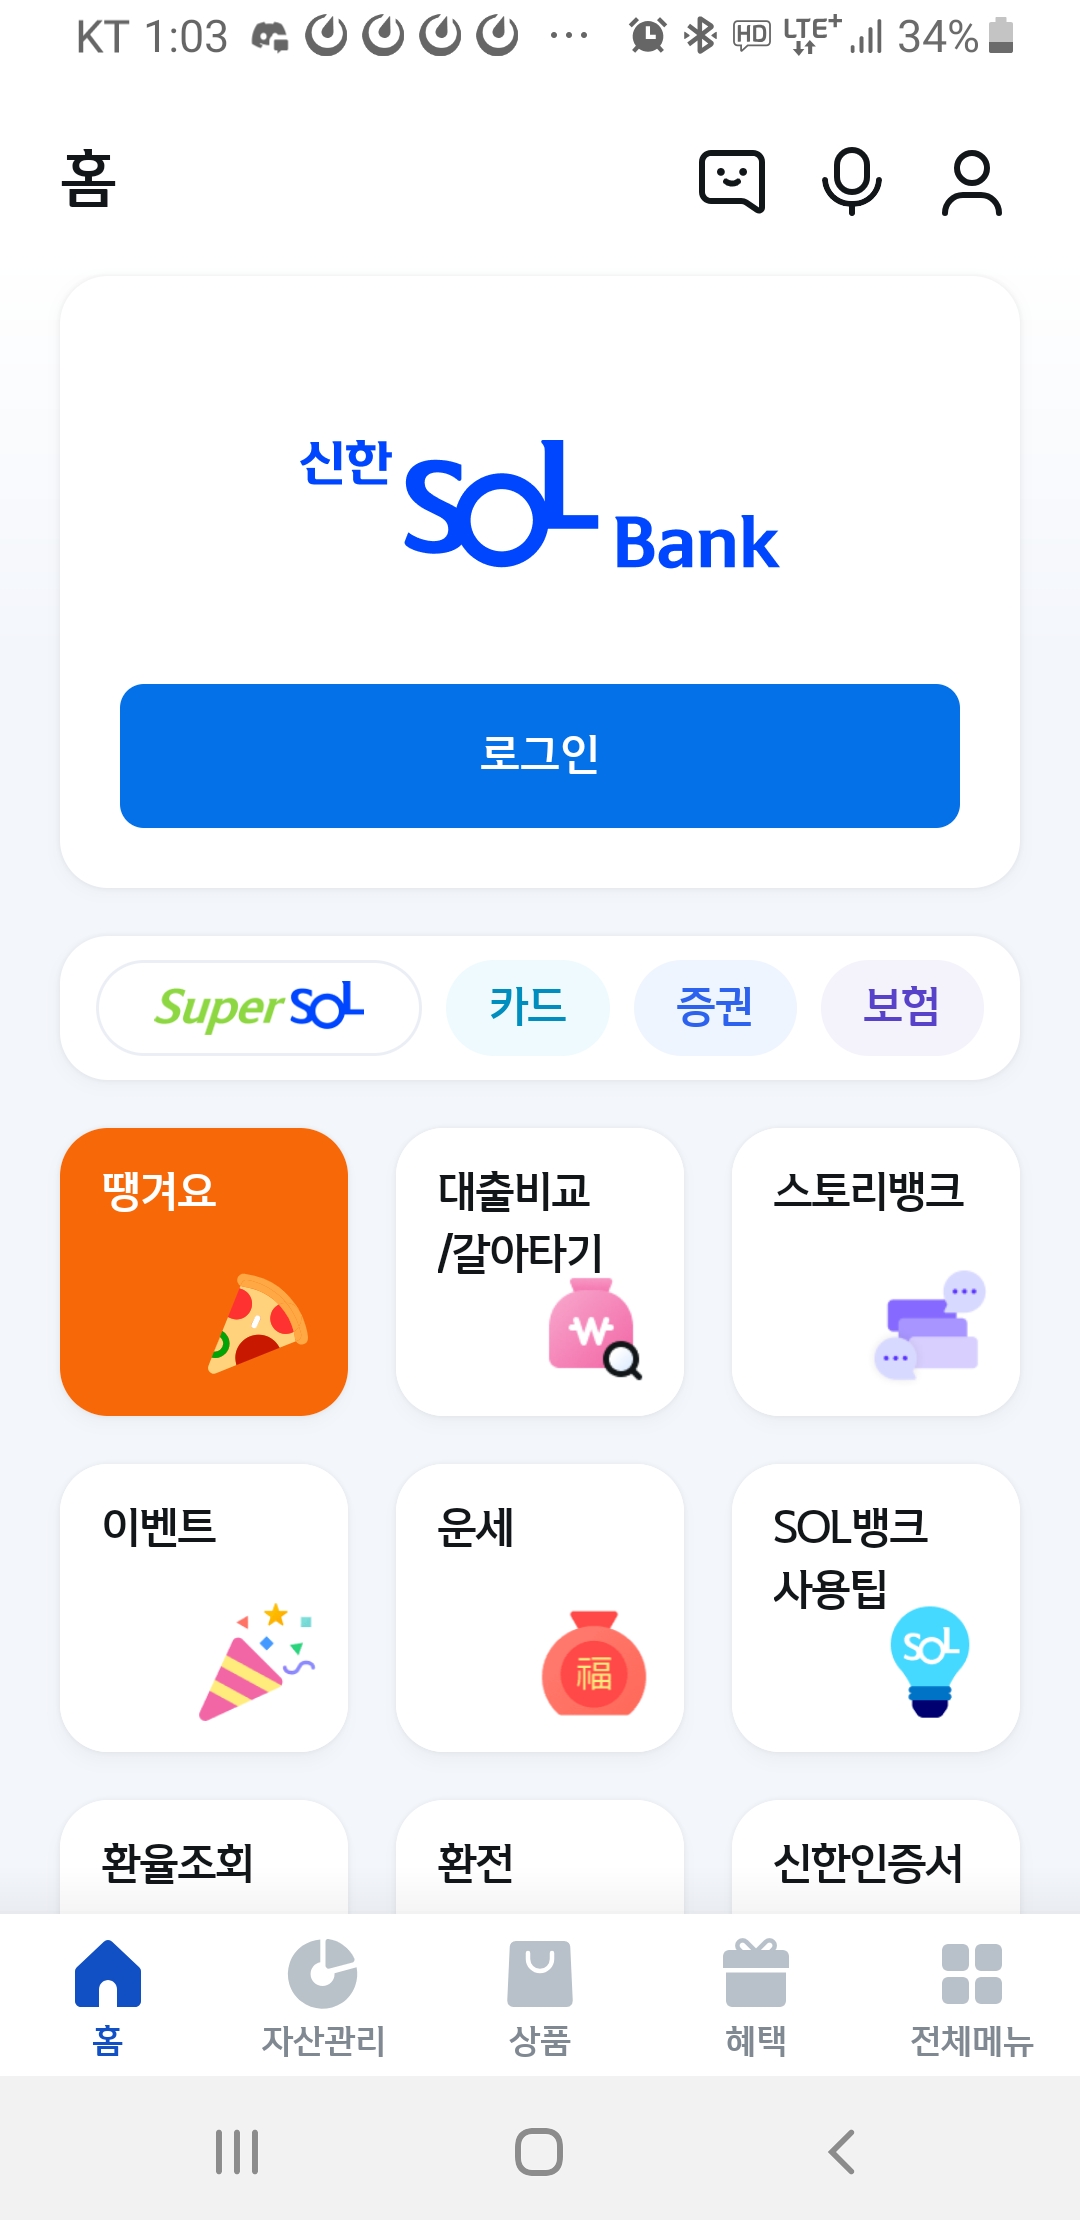 KT 1:03 HD LTE+ 34%
홈
신한 SOL Bank
로그인
Super SOL 카드 증권 보험
땡겨요
대출비교
/갈아타기
스토리뱅크
이벤트
운세
福
SOL뱅크
사용팁
SOL
환율조회
환전
신한인증서
홈
자산관리
상품
혜택
전체메뉴